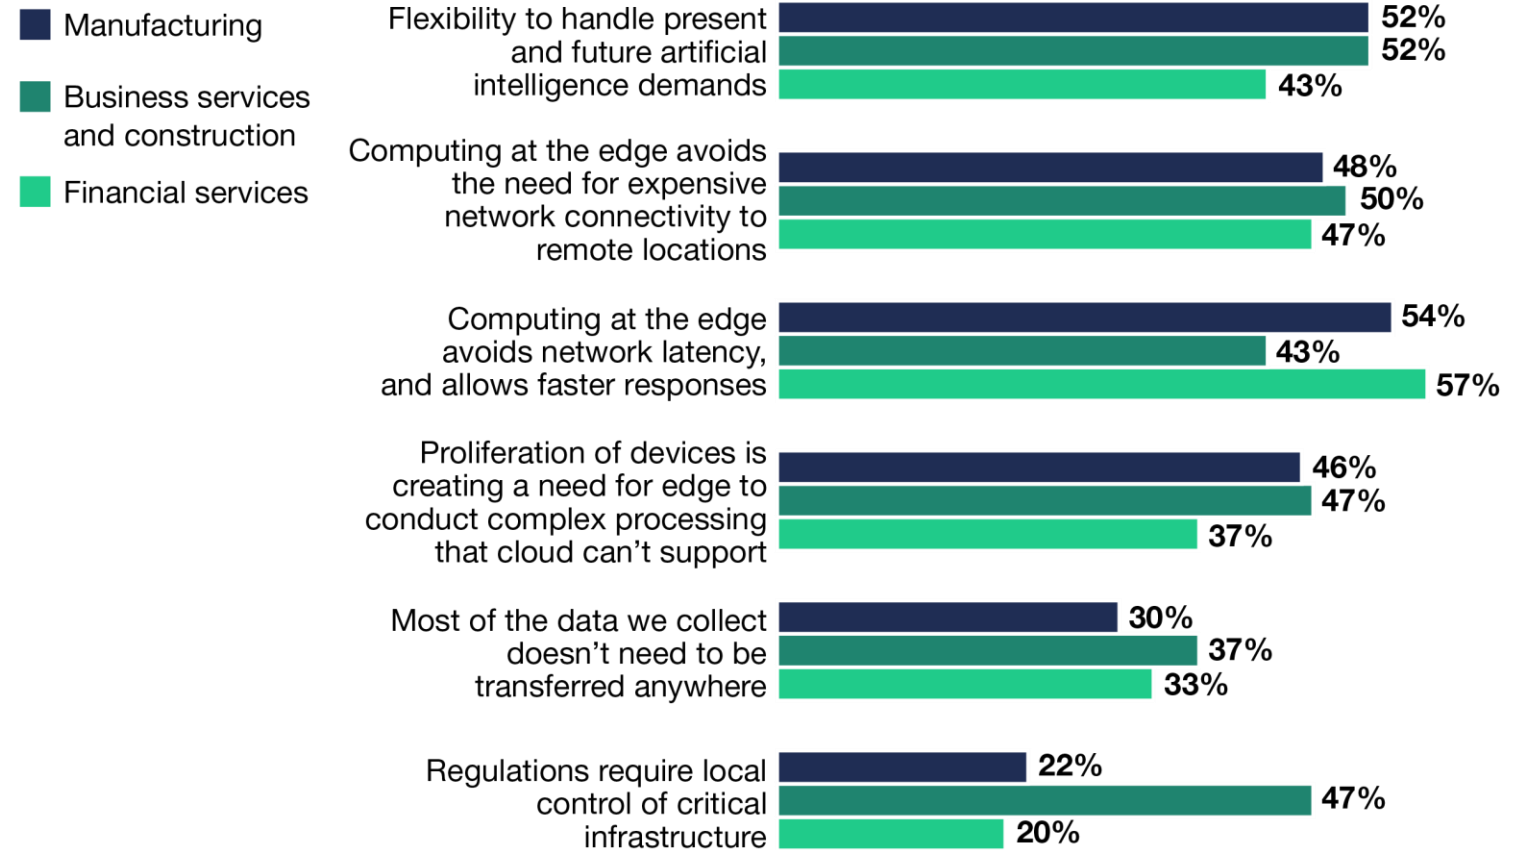 Manufacturing
Business services
and construction
Financial services
Flexibility to handle present
and future artificial
intelligence demands
52%
52%
43%
Computing at the edge avoids
the need for expensive
network connectivity to
remote locations
48%
50%
47%
Computing at the edge
avoids network latency,
and allows faster responses
54%
43%
57%
Proliferation of devices is
creating a need for edge to
conduct complex processing
that cloud can’t support
46%
47%
37%
Most of the data we collect
doesn’t need to be
transferred anywhere
30%
37%
33%
Regulations require local
control of critical
infrastructure
22%
47%
20%